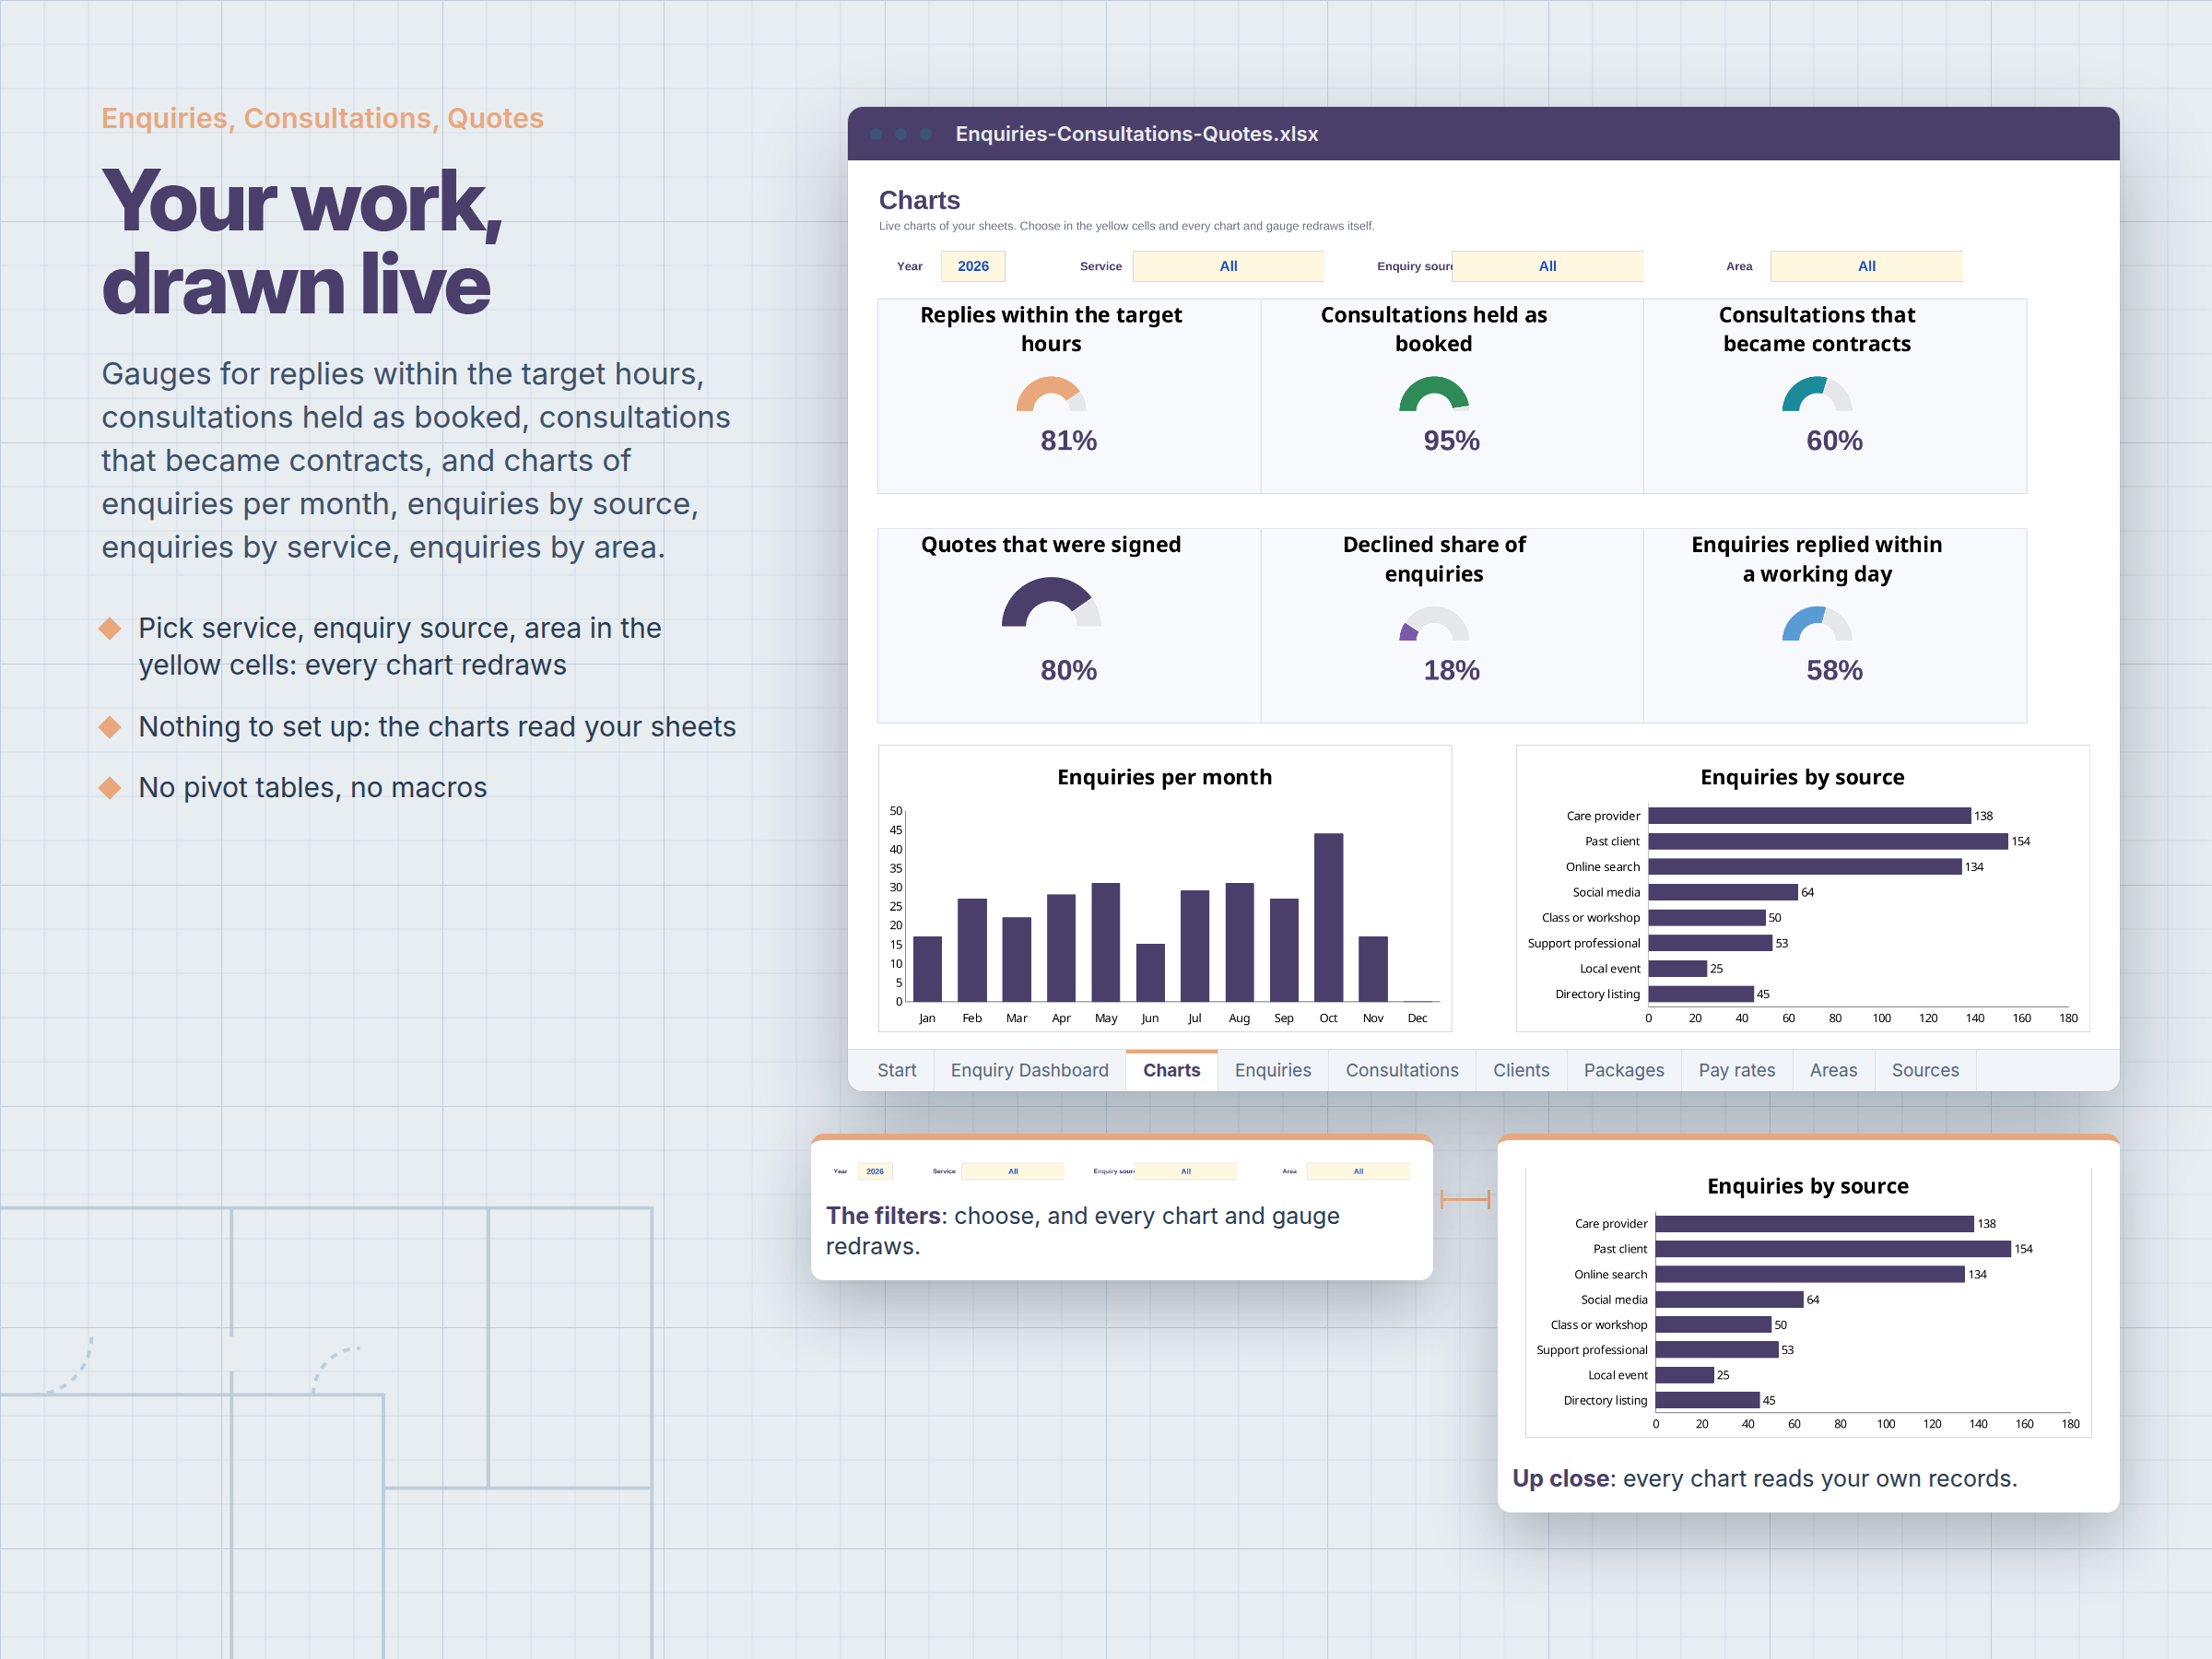 Enquiries, Consultations, Quotes
Your work,
drawn live
Gauges for replies within the target hours,
consultations held as booked, consultations
that became contracts, and charts of
enquiries per month, enquiries by source,
enquiries by service, enquiries by area.
Pick service, enquiry source, area in the
yellow cells: every chart redraws
Nothing to set up: the charts read your sheets
No pivot tables, no macros
Enquiries-Consultations-Quotes.xlsx
Charts
Live charts of your sheets. Choose in the yellow cells and every chart and gauge redraws itself.
Year 2026 Service All Enquiry sourc All Area All
Replies within the target
hours
81%
Consultations held as
booked
95%
Consultations that
became contracts
60%
Quotes that were signed
80%
Declined share of
enquiries
18%
Enquiries replied within
a working day
58%
Enquiries per month
50
45
40
35
30
25
20
15
10
5
0
Jan Feb Mar Apr May Jun Jul Aug Sep Oct Nov Dec
Enquiries by source
Care provider 138
Past client 154
Online search 134
Social media 64
Class or workshop 50
Support professional 53
Local event 25
Directory listing 45
0 20 40 60 80 100 120 140 160 180
Start Enquiry Dashboard Charts Enquiries Consultations Clients Packages Pay rates Areas Sources
Year 2026 Service All Enquiry sourc All Area All
The filters: choose, and every chart and gauge
redraws.
Enquiries by source
Care provider 138
Past client 154
Online search 134
Social media 64
Class or workshop 50
Support professional 53
Local event 25
Directory listing 45
0 20 40 60 80 100 120 140 160 180
Up close: every chart reads your own records.